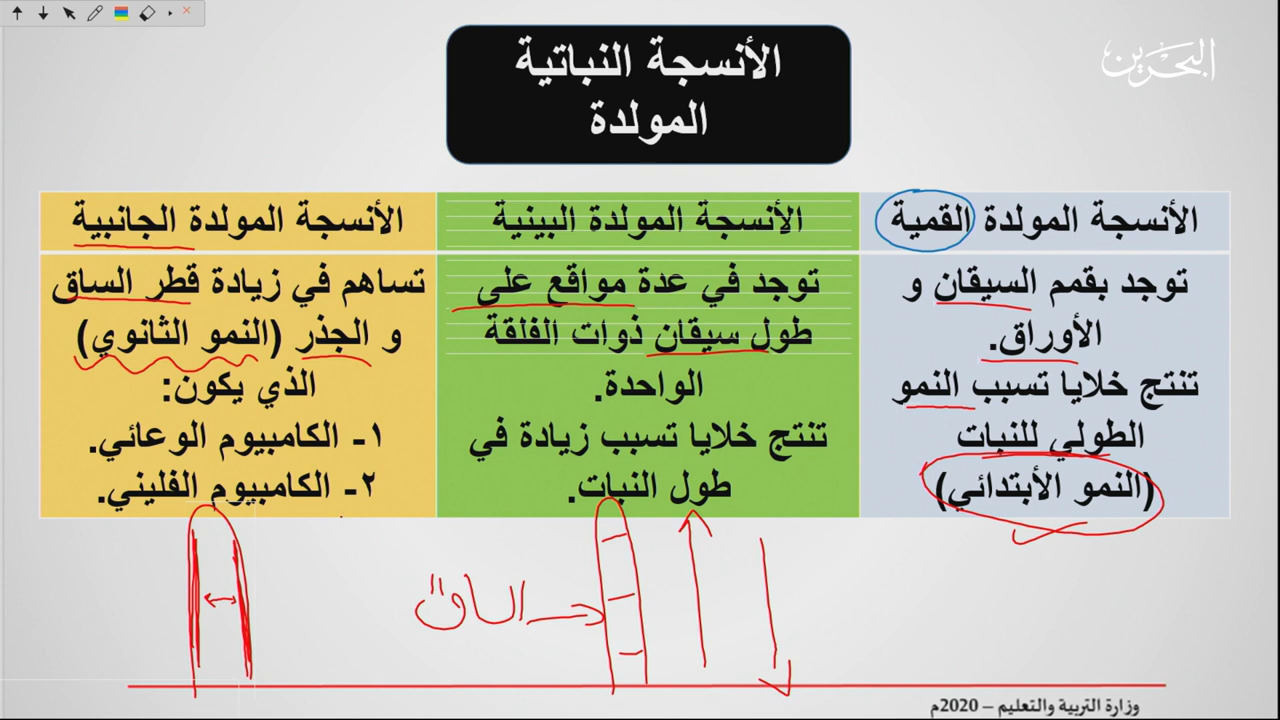 البحرين
الأنسجة النباتية
المولدة
الأنسجة المولدة القمية
توجد بقمم السيقان و
الأوراق.
تنتج خلايا تسبب النمو
الطولي للنبات
(النمو الأبتدائي)
الأنسجة المولدة البينية
توجد في عدة مواقع على
طول سيقان ذوات الفلقة
الواحدة.
تنتج خلايا تسبب زيادة في
طول النبات.
الأنسجة المولدة الجانبية
تساهم في زيادة قطر الساق
و الجذر (النمو الثانوي)
الذي يكون:
١- الكامبيوم الوعائي.
٢- الكامبيوم الفليني.
الساق
وزارة التربية والتعليم – 2020م